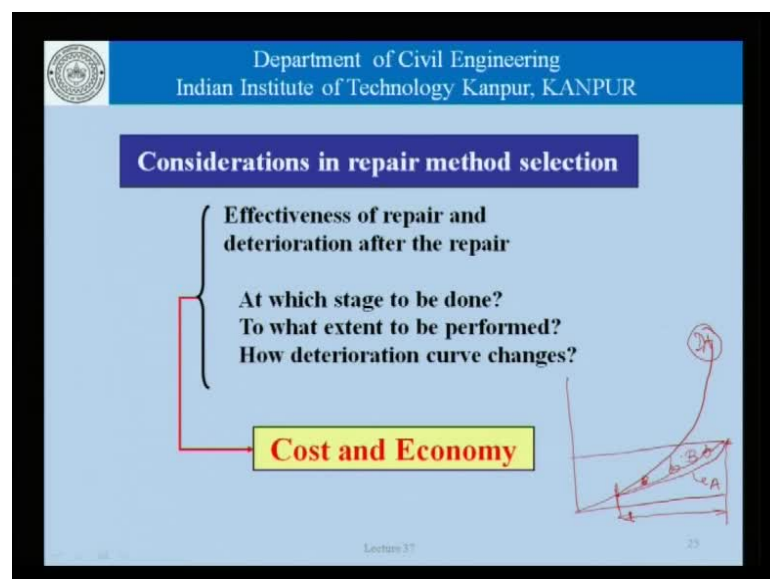 Department of Civil Engineering
Indian Institute of Technology Kanpur, KANPUR
Considerations in repair method selection
Effectiveness of repair and
deterioration after the repair
At which stage to be done?
To what extent to be performed?
How deterioration curve changes?
Cost and Economy
B
A
Lecture 37